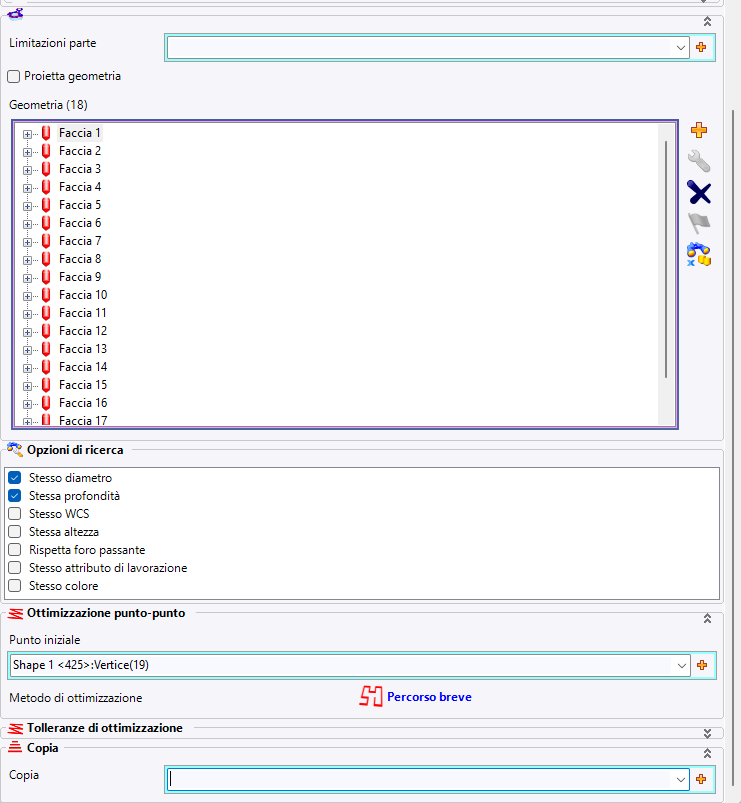 Limitazioni parte
Proietta geometria
Geometria (18)
Faccia 1
Faccia 2
Faccia 3
Faccia 4
Faccia 5
Faccia 6
Faccia 7
Faccia 8
Faccia 9
Faccia 10
Faccia 11
Faccia 12
Faccia 13
Faccia 14
Faccia 15
Faccia 16
Faccia 17
Opzioni di ricerca
Stesso diametro
Stessa profondità
Stesso WCS
Stessa altezza
Rispetta foro passante
Stesso attributo di lavorazione
Stesso colore
Ottimizzazione punto-punto
Punto iniziale
Shape 1 <425>:Vertice(19)
Metodo di ottimizzazione Percorso breve
Tolleranze di ottimizzazione
Copia
Copia